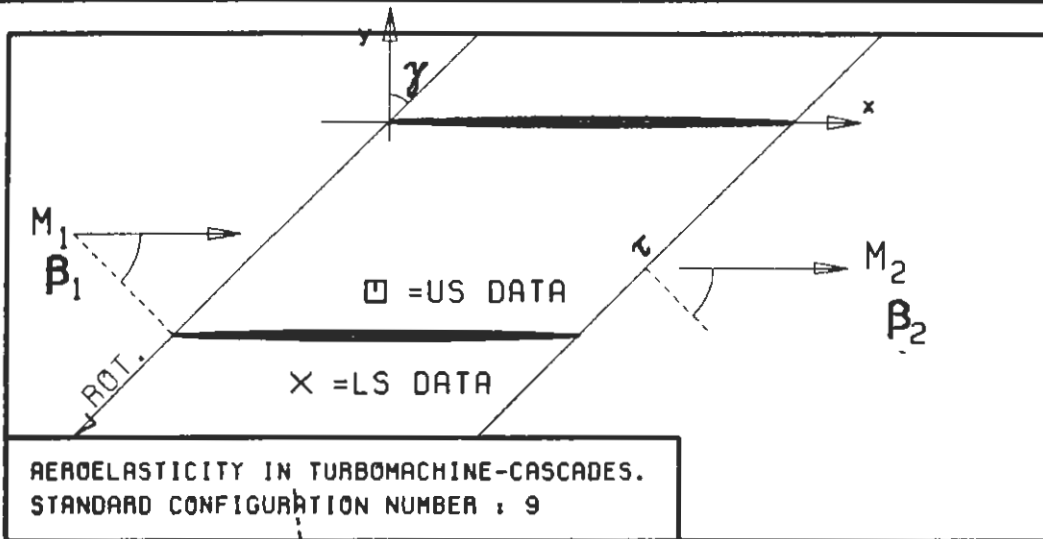 y
γ
x
M₁
β₁
τ
M₂
β₂
□ =US DATA
ROT.
× =LS DATA
AEROELASTICITY IN TURBOMACHINE-CASCADES.
STANDARD CONFIGURATION NUMBER : 9